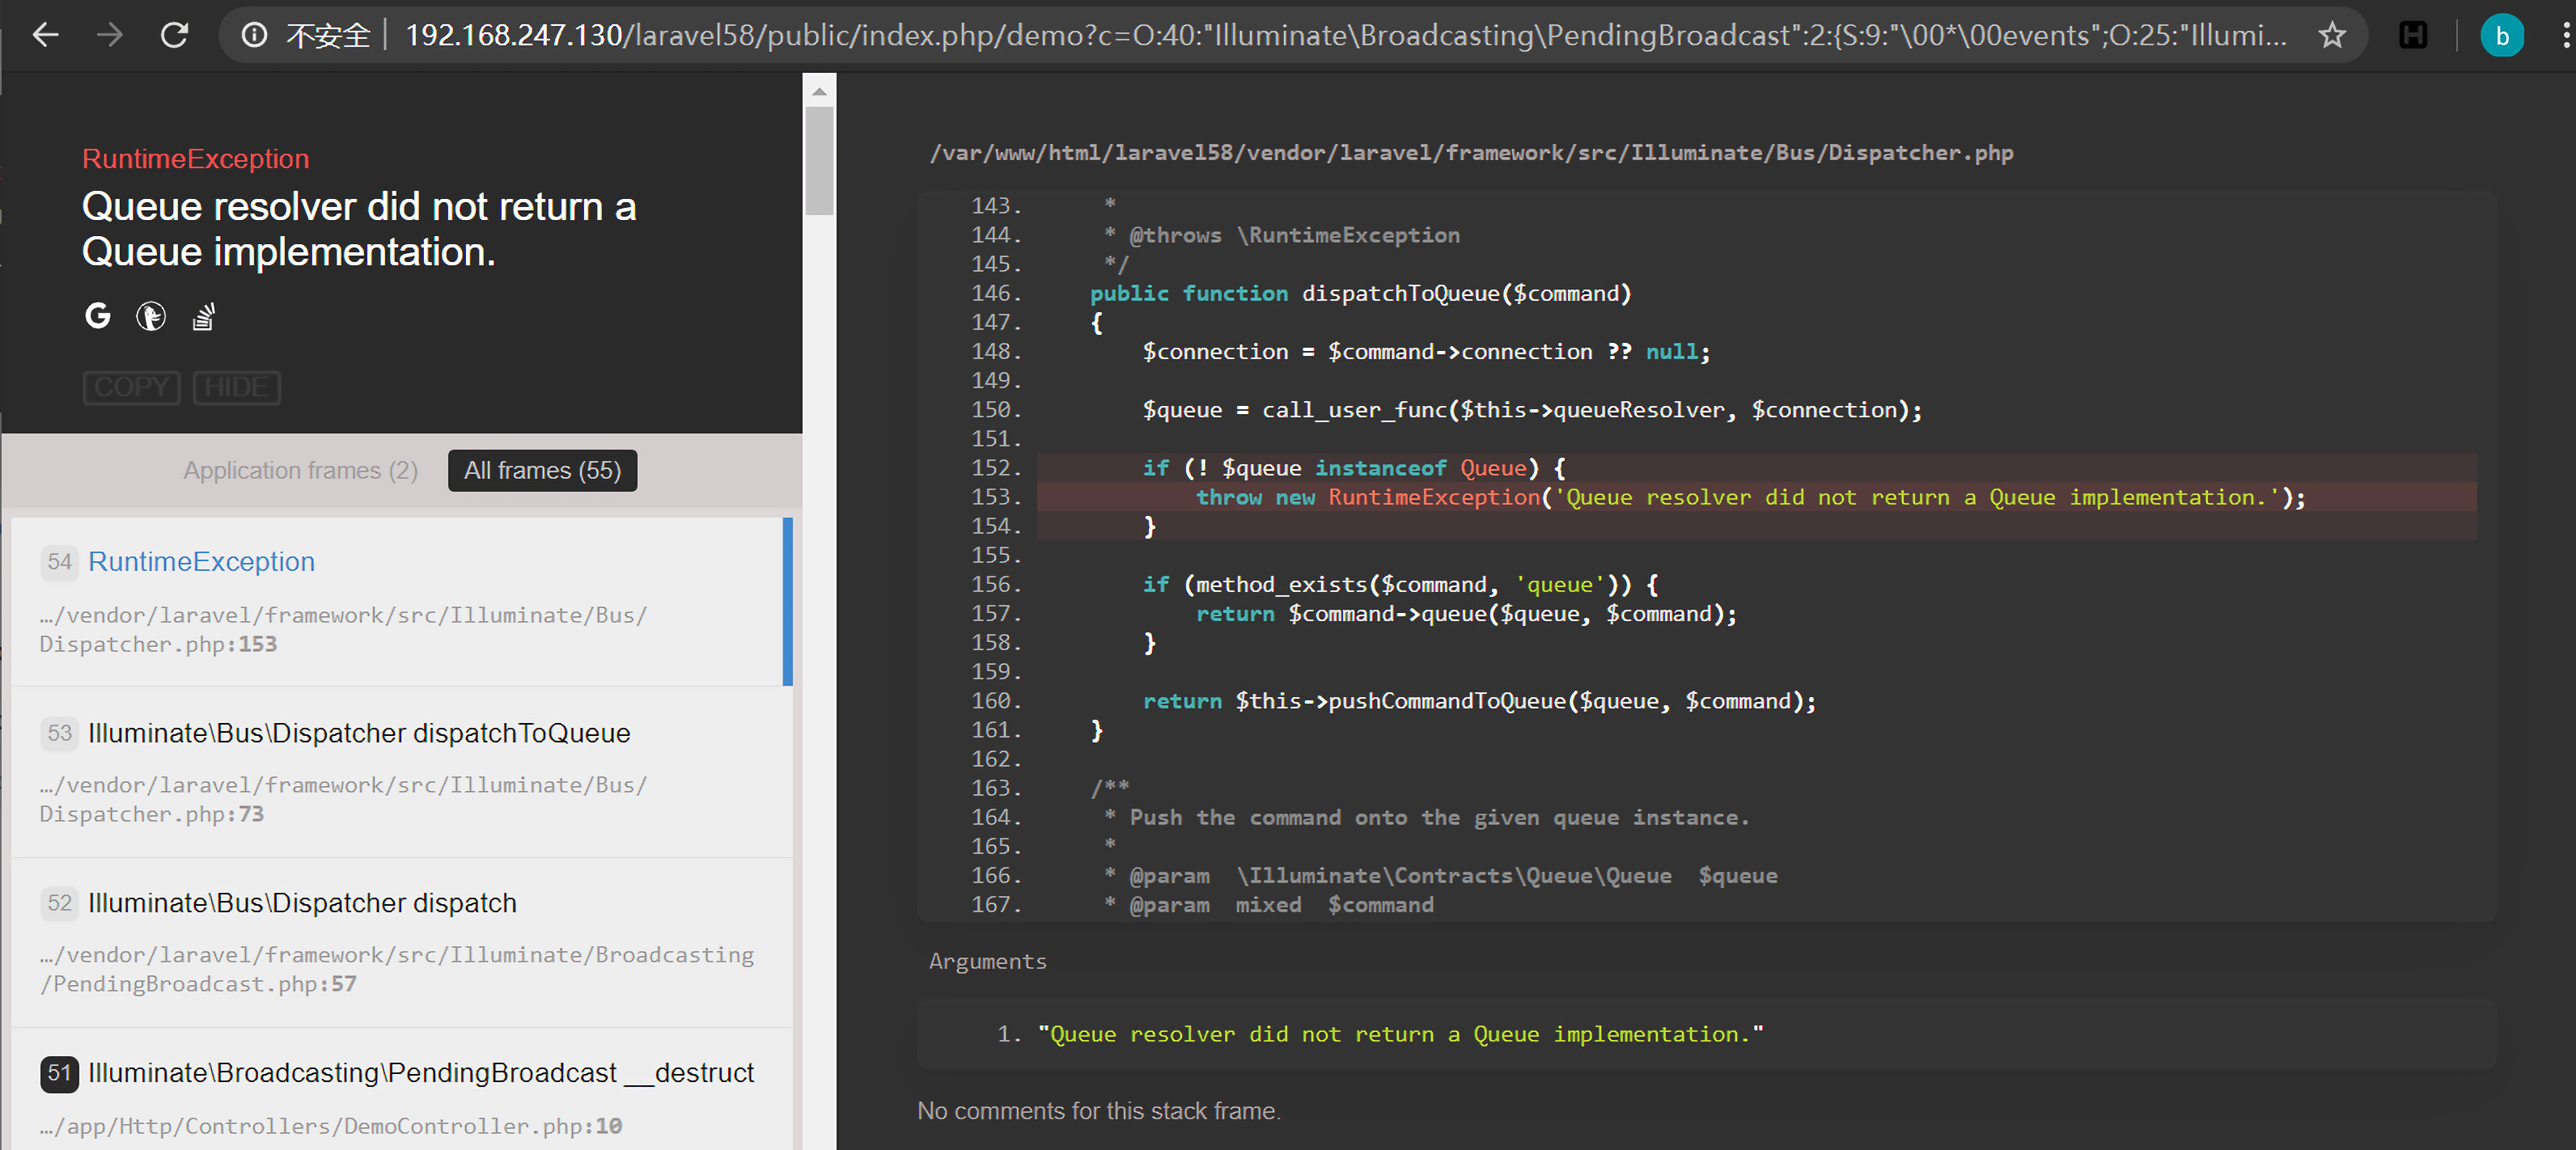 不安全 192.168.247.130/laravel58/public/index.php/demo?c=O:40:"Illuminate\Broadcasting\PendingBroadcast":2:{S:9:"\00*\00events";O:25:"Illumi... b
RuntimeException
Queue resolver did not return a
Queue implementation.
COPY HIDE
Application frames (2) All frames (55)
54 RuntimeException
…/vendor/laravel/framework/src/Illuminate/Bus/
Dispatcher.php:153
53 Illuminate\Bus\Dispatcher dispatchToQueue
…/vendor/laravel/framework/src/Illuminate/Bus/
Dispatcher.php:73
52 Illuminate\Bus\Dispatcher dispatch
…/vendor/laravel/framework/src/Illuminate/Broadcasting
/PendingBroadcast.php:57
51 Illuminate\Broadcasting\PendingBroadcast __destruct
…/app/Http/Controllers/DemoController.php:10
/var/www/html/laravel58/vendor/laravel/framework/src/Illuminate/Bus/Dispatcher.php
143.      *
144.      * @throws \RuntimeException
145.      */
146.     public function dispatchToQueue($command)
147.     {
148.         $connection = $command->connection ?? null;
149.
150.         $queue = call_user_func($this->queueResolver, $connection);
151.
152.         if (! $queue instanceof Queue) {
153.             throw new RuntimeException('Queue resolver did not return a Queue implementation.');
154.         }
155.
156.         if (method_exists($command, 'queue')) {
157.             return $command->queue($queue, $command);
158.         }
159.
160.         return $this->pushCommandToQueue($queue, $command);
161.     }
162.
163.     /**
164.      * Push the command onto the given queue instance.
165.      *
166.      * @param  \Illuminate\Contracts\Queue\Queue  $queue
167.      * @param  mixed  $command
Arguments
1. "Queue resolver did not return a Queue implementation."
No comments for this stack frame.